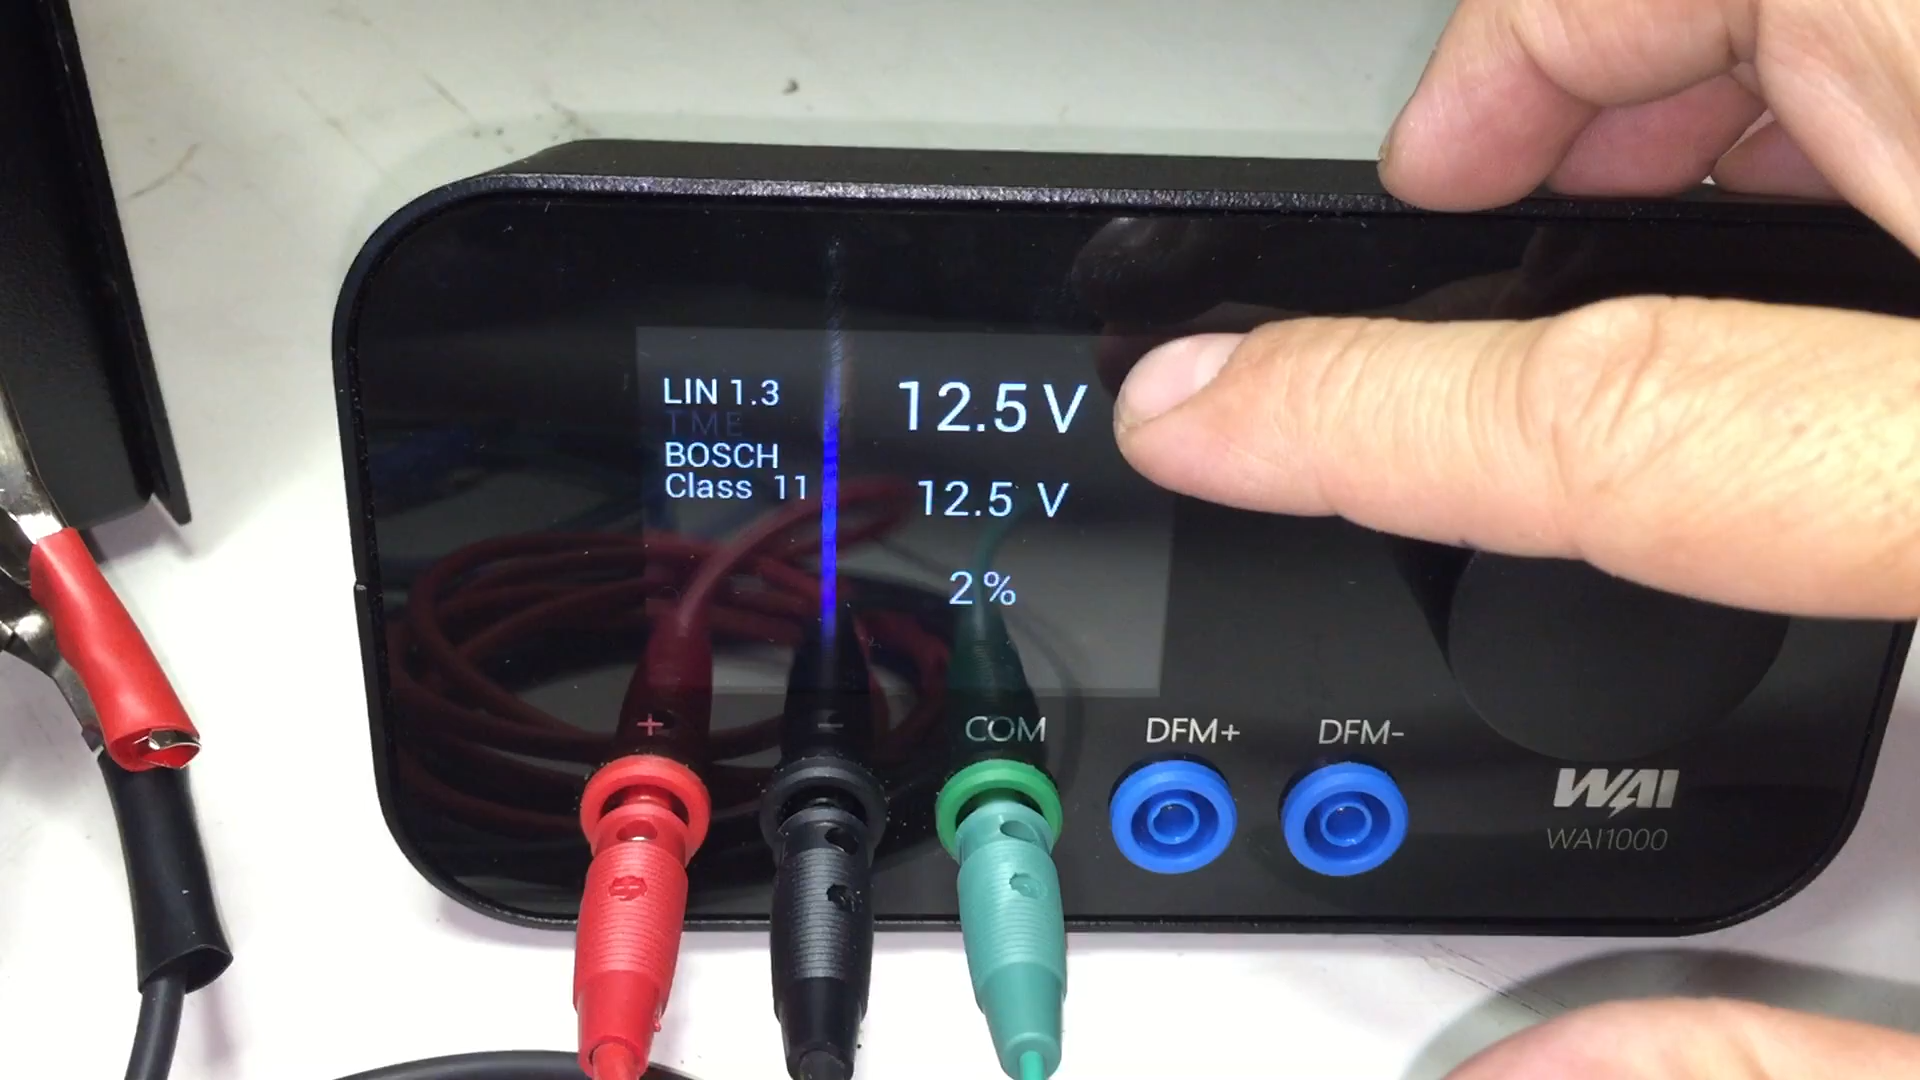 LIN 1.3
TME
BOSCH
Class 11
12.5 V
12.5 V
2%
+
-
COM
DFM+
DFM-
WAI
WAI1000